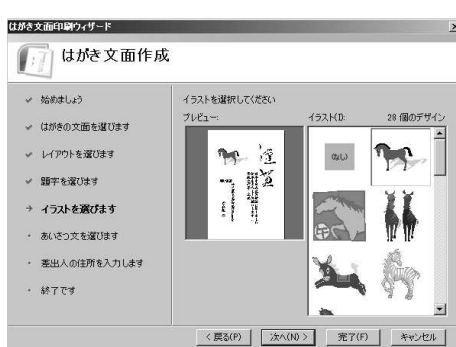 はがき文面印刷ウィザード
はがき文面作成
始めましょう
はがきの文面を選びます
レイアウトを選びます
題字を選びます
イラストを選びます
あいさつ文を選びます
差出人の住所を入力します
終了です
イラストを選択してください
プレビュー:
イラスト(I):
28 個のデザイン
謹賀
(なし)
< 戻る(P)
次へ(N) >
完了(F)
キャンセル